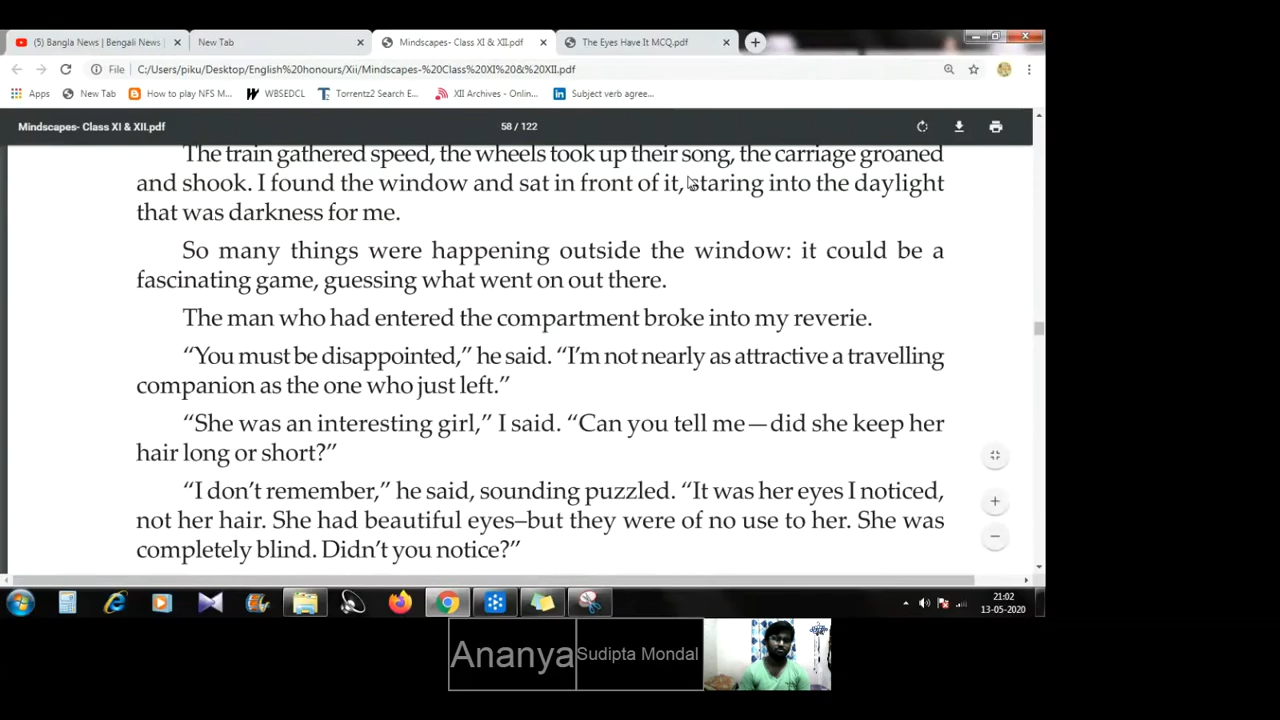 (5) Bangla News | Bengali News |
New Tab
Mindscapes- Class XI & XII.pdf
The Eyes Have It MCQ.pdf
File
C:/Users/piku/Desktop/English%20honours/Xii/Mindscapes-%20Class%20XI%20&%20XII.pdf
Apps
New Tab
How to play NFS M...
WBSEDCL
Torrentz2 Search E...
XII Archives - Onlin...
Subject verb agree...
Mindscapes- Class XI & XII.pdf
58 / 122
The train gathered speed, the wheels took up their song, the carriage groaned
and shook. I found the window and sat in front of it, staring into the daylight
that was darkness for me.
So many things were happening outside the window: it could be a
fascinating game, guessing what went on out there.
The man who had entered the compartment broke into my reverie.
“You must be disappointed,” he said. “I’m not nearly as attractive a travelling
companion as the one who just left.”
“She was an interesting girl,” I said. “Can you tell me—did she keep her
hair long or short?”
“I don’t remember,” he said, sounding puzzled. “It was her eyes I noticed,
not her hair. She had beautiful eyes–but they were of no use to her. She was
completely blind. Didn’t you notice?”
21:02
13-05-2020
Ananya
Sudipta Mondal